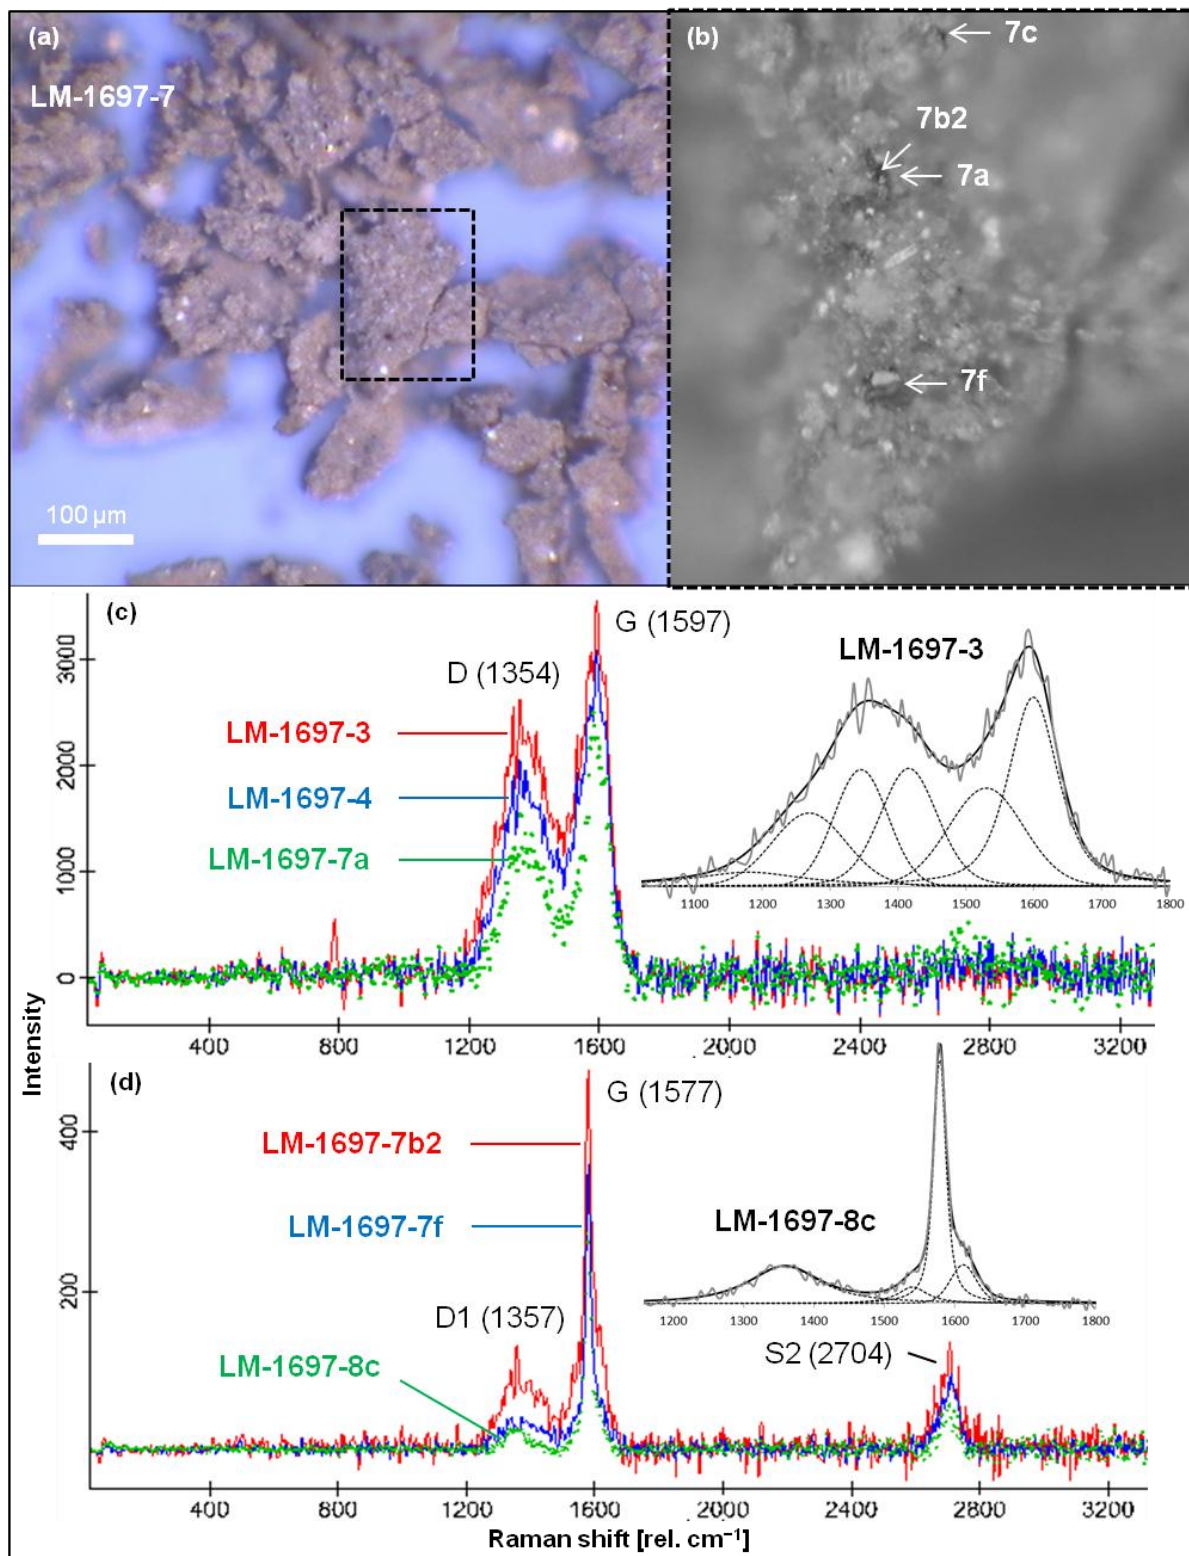 (a)
LM-1697-7
100 µm
(b)
7c
7b2
7a
7f
(c)
G (1597)
D (1354)
LM-1697-3
LM-1697-4
LM-1697-7a
LM-1697-3
3000
2000
1000
0
1100 1200 1300 1400 1500 1600 1700 1800
400 800 1200 1600 2000 2400 2800 3200
Intensity
(d)
G (1577)
LM-1697-7b2
LM-1697-7f
D1 (1357)
LM-1697-8c
LM-1697-8c
S2 (2704)
400
200
1200 1300 1400 1500 1600 1700 1800
400 800 1200 1600 2000 2400 2800 3200
Raman shift [rel. cm⁻¹]